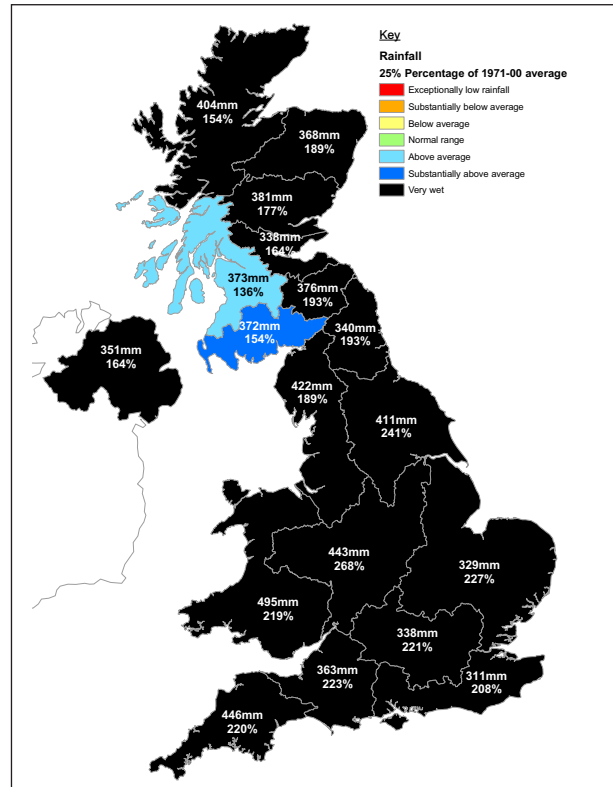 Key
Rainfall
25% Percentage of 1971-00 average
Exceptionally low rainfall
Substantially below average
Below average
Normal range
Above average
Substantially above average
Very wet
404mm
154%
368mm
189%
381mm
177%
338mm
164%
373mm
136%
376mm
193%
372mm
154%
340mm
193%
351mm
164%
422mm
189%
411mm
241%
443mm
268%
329mm
227%
495mm
219%
338mm
221%
363mm
223%
311mm
208%
446mm
220%